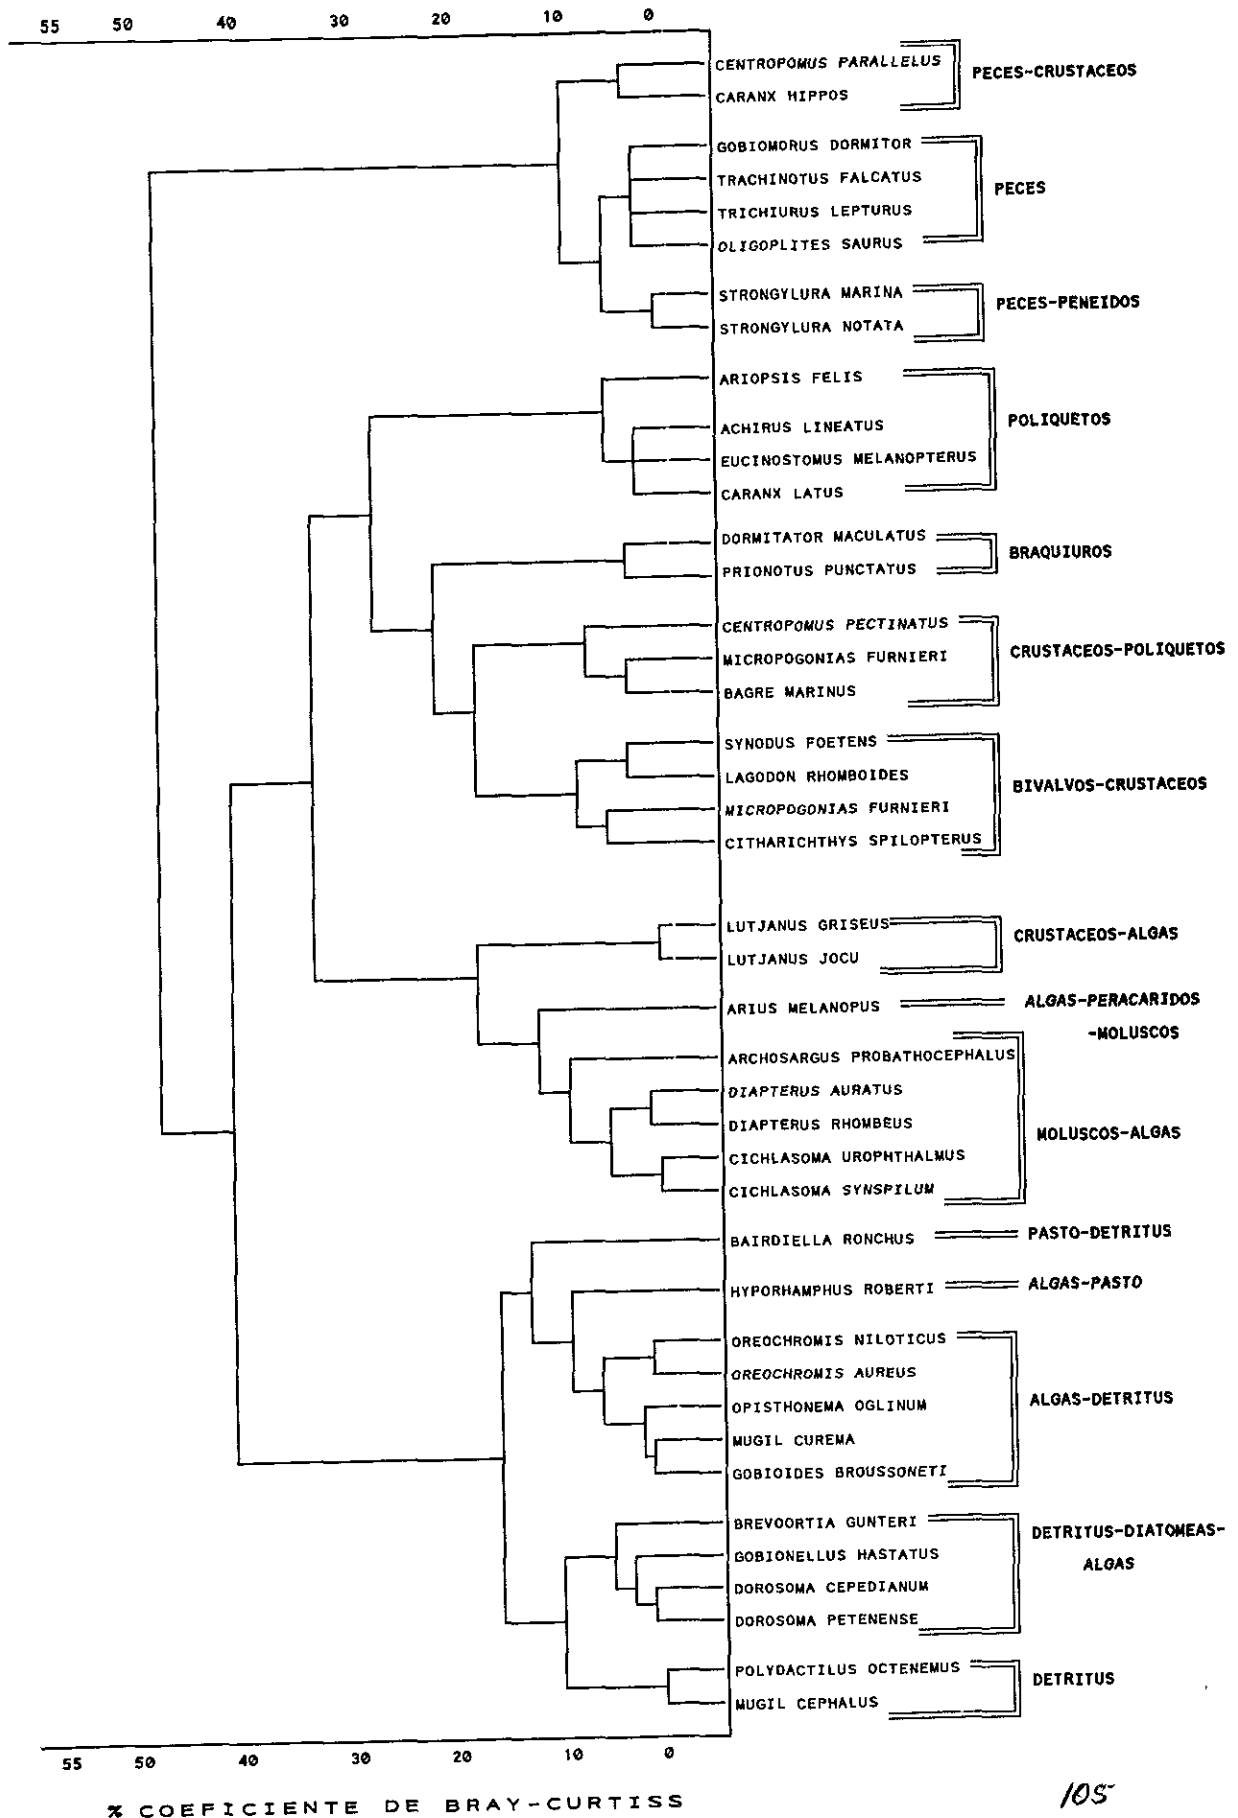 55 50 40 30 20 10 0
CENTROPOMUS PARALLELUS
PECES-CRUSTACEOS
CARANX HIPPOS
GOBIOMORUS DORMITOR
TRACHINOTUS FALCATUS
PECES
TRICHIURUS LEPTURUS
OLIGOPLITES SAURUS
STRONGYLURA MARINA
PECES-PENEIDOS
STRONGYLURA NOTATA
ARIOPSIS FELIS
POLIQUETOS
ACHIRUS LINEATUS
EUCINOSTOMUS MELANOPTERUS
CARANX LATUS
DORMITATOR MACULATUS
BRAQUIUROS
PRIONOTUS PUNCTATUS
CENTROPOMUS PECTINATUS
CRUSTACEOS-POLIQUETOS
MICROPOGONIAS FURNIERI
BAGRE MARINUS
SYNODUS FOETENS
LAGODON RHOMBOIDES
BIVALVOS-CRUSTACEOS
MICROPOGONIAS FURNIERI
CITHARICHTHYS SPILOPTERUS
LUTJANUS GRISEUS
CRUSTACEOS-ALGAS
LUTJANUS JOCU
ARIUS MELANOPUS
ALGAS-PERACARIDOS
-MOLUSCOS
ARCHOSARGUS PROBATHOCEPHALUS
DIAPTERUS AURATUS
DIAPTERUS RHOMBEUS
MOLUSCOS-ALGAS
CICHLASOMA UROPHTHALMUS
CICHLASOMA SYNSPILUM
BAIRDIELLA RONCHUS
PASTO-DETRITUS
HYPORHAMPHUS ROBERTI
ALGAS-PASTO
OREOCHROMIS NILOTICUS
OREOCHROMIS AUREUS
ALGAS-DETRITUS
OPISTHONEMA OGLINUM
MUGIL CUREMA
GOBIOIDES BROUSSONETI
BREVOORTIA GUNTERI
DETRITUS-DIATOMEAS-
ALGAS
GOBIONELLUS HASTATUS
DOROSOMA CEPEDIANUM
DOROSOMA PETENENSE
POLYDACTILUS OCTENEMUS
DETRITUS
MUGIL CEPHALUS
55 50 40 30 20 10 0
% COEFICIENTE DE BRAY-CURTISS
105